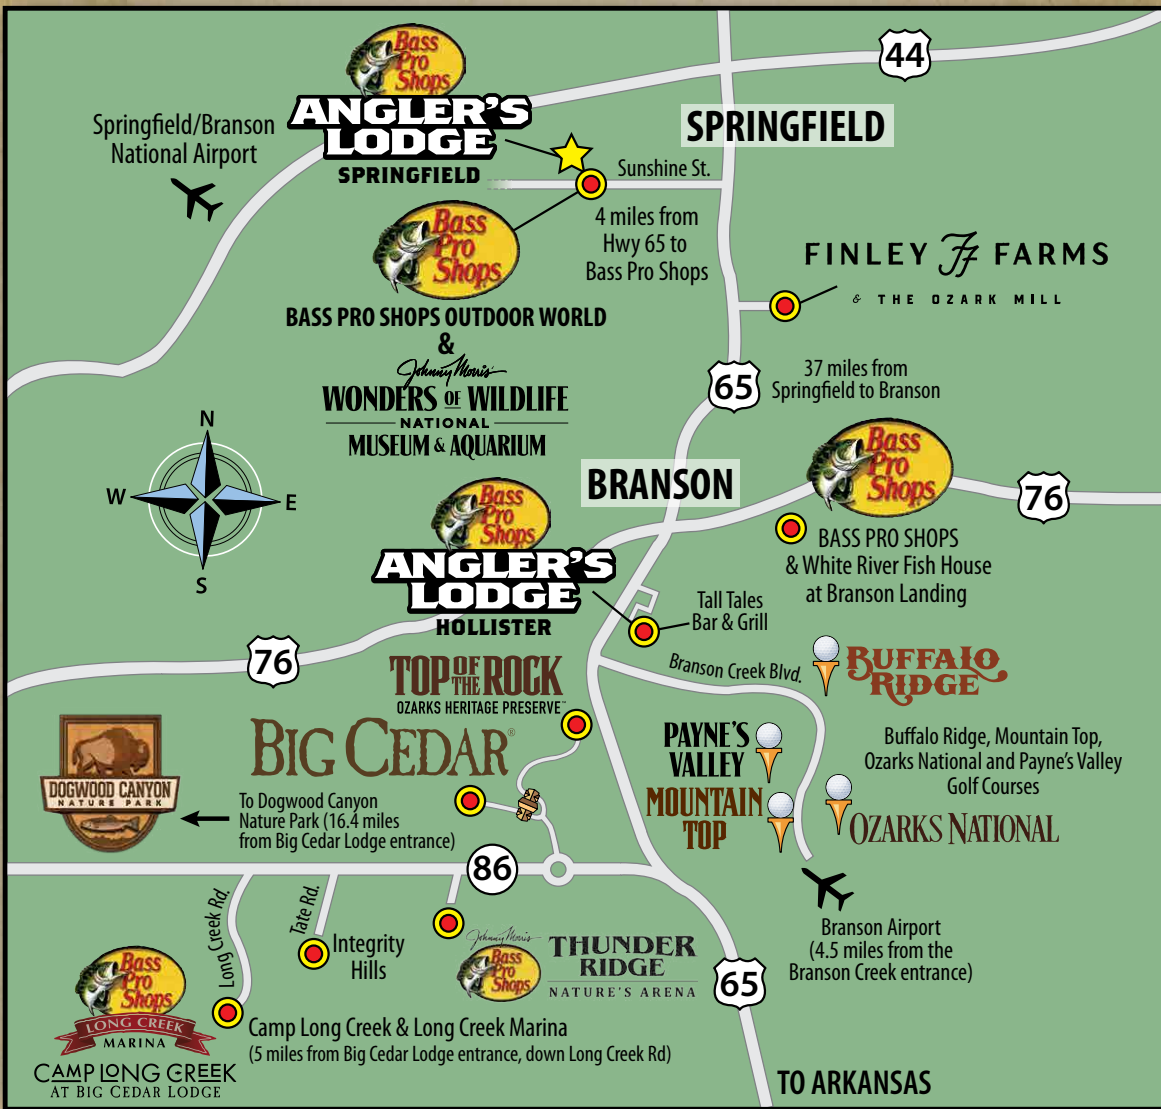 Bass
Pro
Shops
ANGLER'S
LODGE
SPRINGFIELD
44
Springfield/Branson
National Airport
SPRINGFIELD
Sunshine St.
4 miles from
Hwy 65 to
Bass Pro Shops
Bass
Pro
Shops
BASS PRO SHOPS OUTDOOR WORLD
&
Johnny Morris
WONDERS OF WILDLIFE
NATIONAL
MUSEUM & AQUARIUM
FINLEY FF FARMS
& THE OZARK MILL
65
37 miles from
Springfield to Branson
N
W
E
S
BRANSON
Bass
Pro
Shops
76
BASS PRO SHOPS
& White River Fish House
at Branson Landing
Bass
Pro
Shops
ANGLER'S
LODGE
HOLLISTER
Tall Tales
Bar & Grill
76
Branson Creek Blvd.
BUFFALO
RIDGE
TOP OF THE ROCK
OZARKS HERITAGE PRESERVE™
BIG CEDAR®
PAYNE'S
VALLEY
MOUNTAIN
TOP
Buffalo Ridge, Mountain Top,
Ozarks National and Payne's Valley
Golf Courses
OZARKS NATIONAL
DOGWOOD CANYON
NATURE PARK
To Dogwood Canyon
Nature Park (16.4 miles
from Big Cedar Lodge entrance)
86
Long Creek Rd.
Tate Rd.
Integrity
Hills
Johnny Morris
Bass
Pro
Shops
THUNDER
RIDGE
NATURE'S ARENA
Branson Airport
(4.5 miles from the
Branson Creek entrance)
65
Bass
Pro
Shops
LONG CREEK
MARINA
CAMP LONG CREEK
AT BIG CEDAR LODGE
Camp Long Creek & Long Creek Marina
(5 miles from Big Cedar Lodge entrance, down Long Creek Rd)
TO ARKANSAS